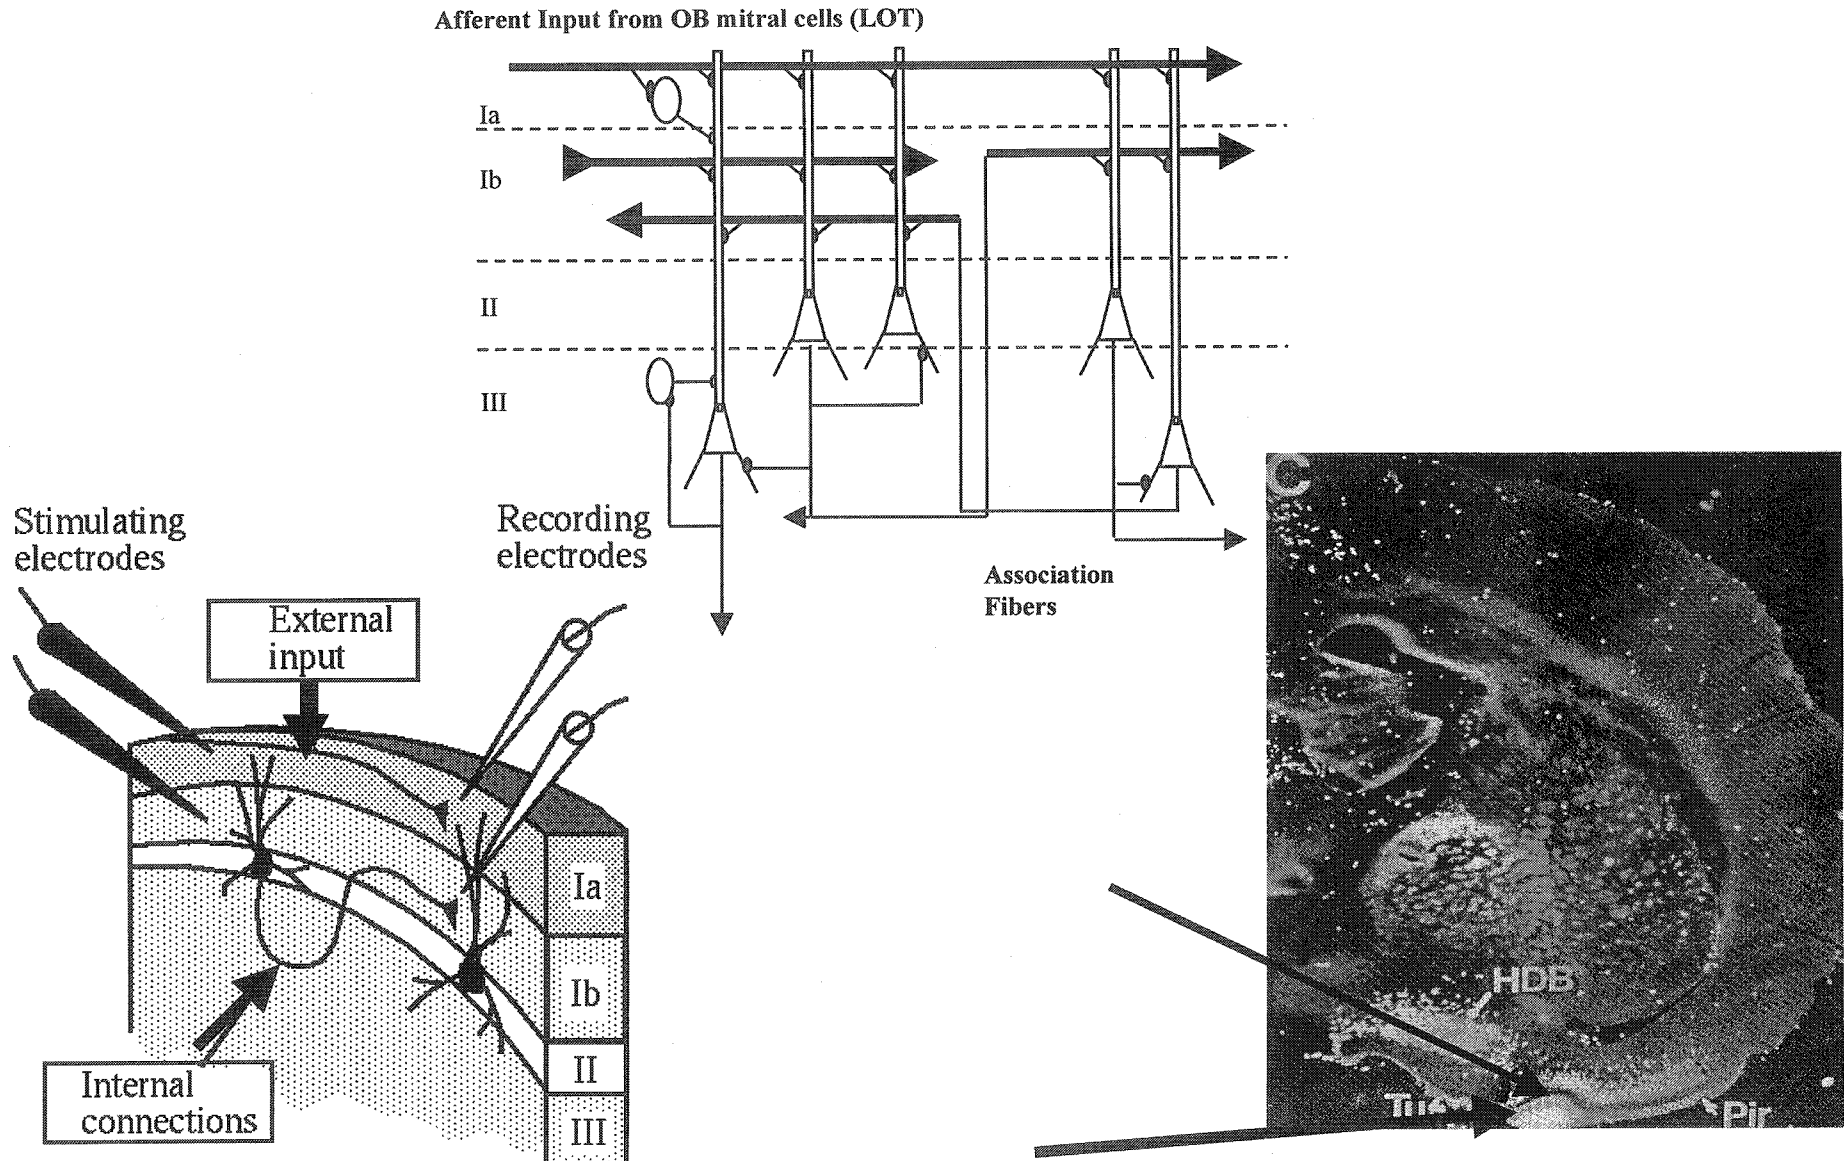 Afferent Input from OB mitral cells (LOT)
Ia
Ib
II
III
Stimulating
electrodes
Recording
electrodes
Association
Fibers
External
input
Ia
Ib
II
III
Internal
connections
C
HDB
Pir